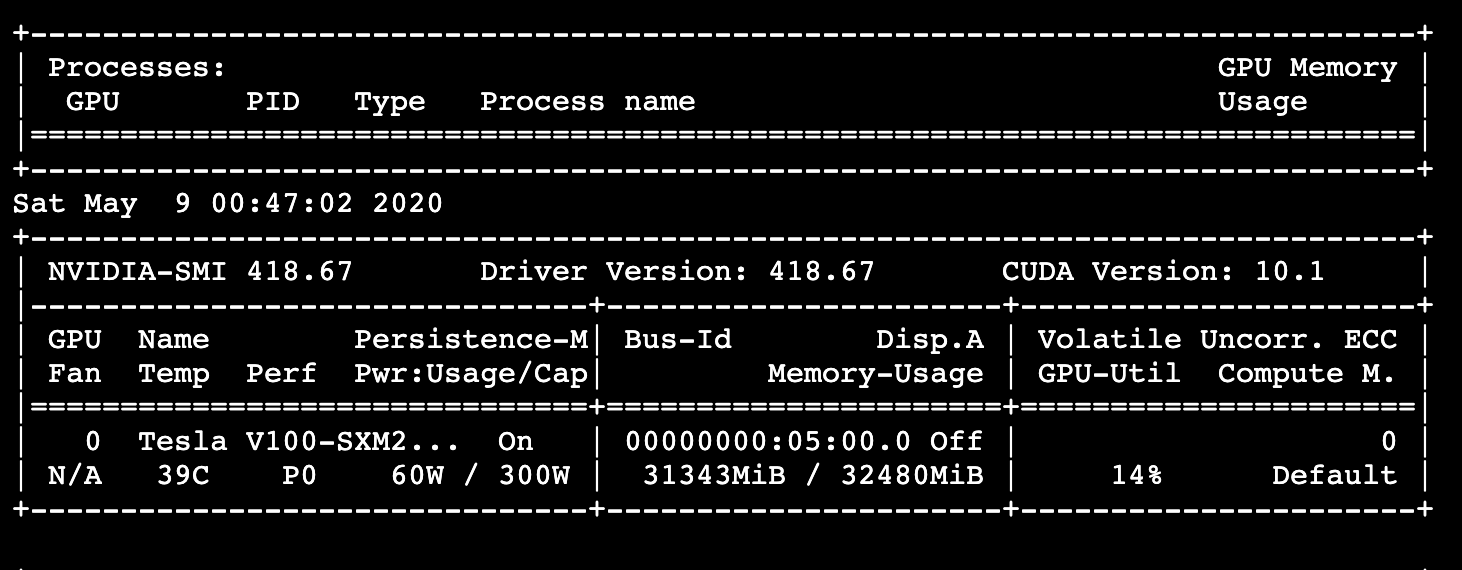 +-----------------------------------------------------------------------------+
| Processes:                                                       GPU Memory |
|  GPU       PID   Type   Process name                             Usage      |
|=============================================================================|
+-----------------------------------------------------------------------------+
Sat May  9 00:47:02 2020
+-----------------------------------------------------------------------------+
| NVIDIA-SMI 418.67       Driver Version: 418.67       CUDA Version: 10.1     |
|-------------------------------+----------------------+----------------------+
| GPU  Name        Persistence-M| Bus-Id        Disp.A | Volatile Uncorr. ECC |
| Fan  Temp  Perf  Pwr:Usage/Cap|         Memory-Usage | GPU-Util  Compute M. |
|===============================+======================+======================|
|   0  Tesla V100-SXM2...  On   | 00000000:05:00.0 Off |                    0 |
| N/A   39C    P0    60W / 300W |  31343MiB / 32480MiB |     14%      Default |
+-------------------------------+----------------------+----------------------+